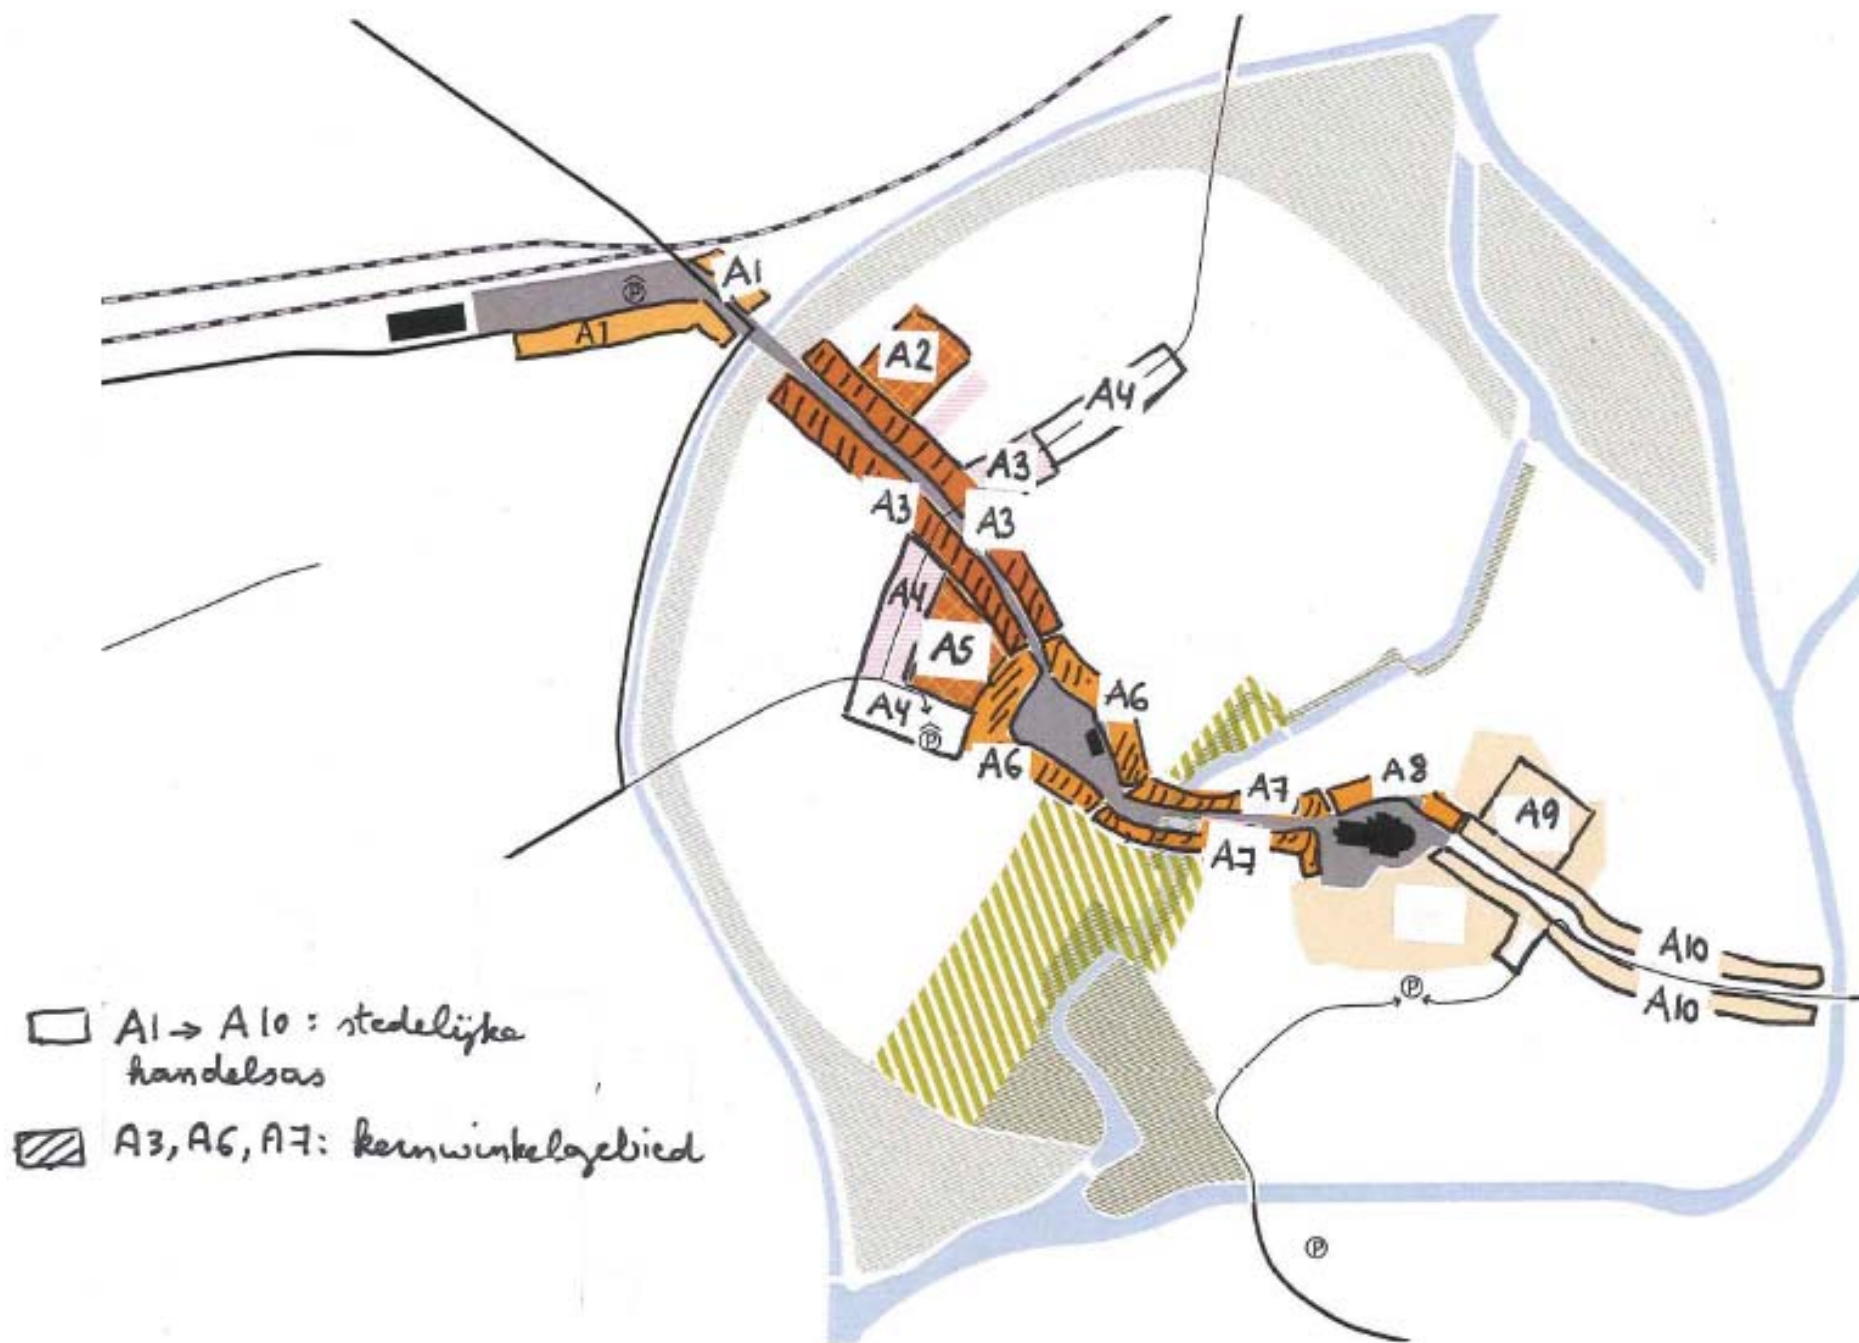 A1
P
A1
A2
A4
A3
A3
A3
A4
A5
A6
A4
P
A6
A7
A8
A9
A7
A10
A10
P
A1 → A10 : stedelijke
handelsas
A3, A6, A7: kernwinkelgebied
P